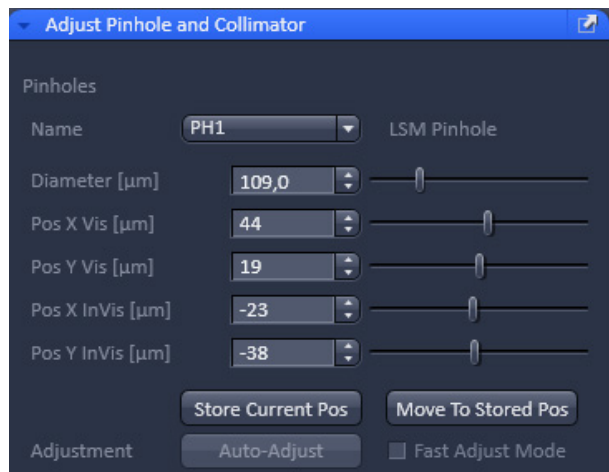 Adjust Pinhole and Collimator
Pinholes
Name PH1 LSM Pinhole
Diameter [µm] 109,0
Pos X Vis [µm] 44
Pos Y Vis [µm] 19
Pos X InVis [µm] -23
Pos Y InVis [µm] -38
Store Current Pos Move To Stored Pos
Adjustment Auto-Adjust Fast Adjust Mode